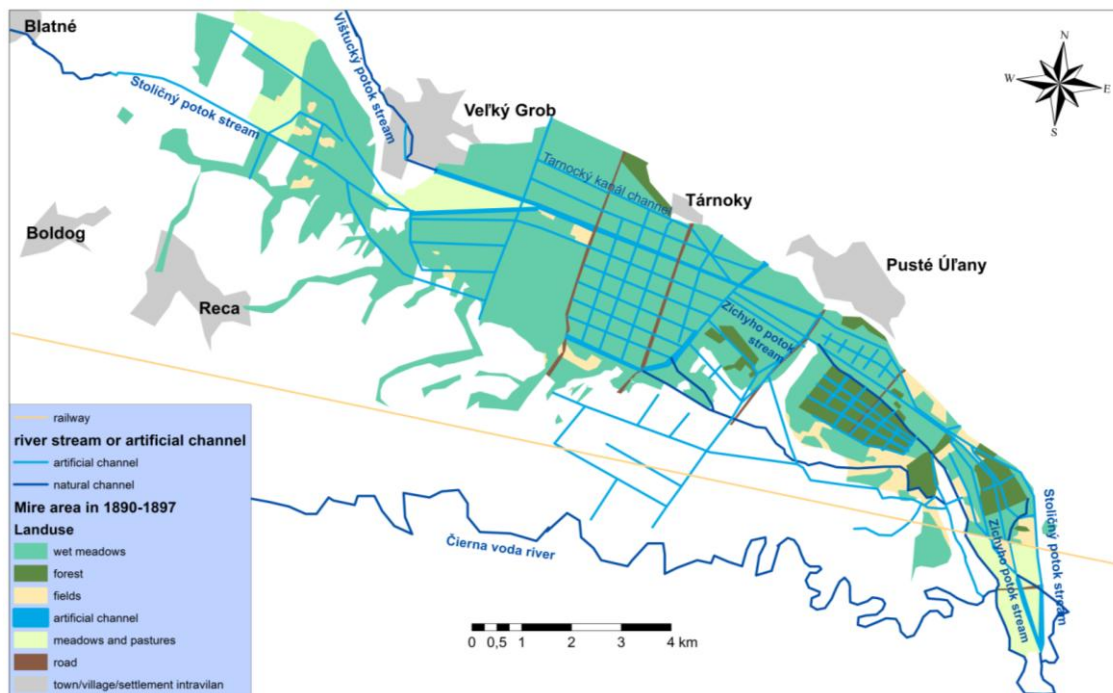 Blatné
Vištucký potok stream
Stoličný potok stream
Veľký Grob
N
W
E
S
Tarnocký kanál channel
Tárnoky
Boldog
Reca
Pusté Úľany
Zichyho potok
stream
railway
river stream or artificial channel
artificial channel
natural channel
Mire area in 1890-1897
Landuse
wet meadows
forest
fields
artificial channel
meadows and pastures
road
town/village/settlement intravilan
Čierna voda river
Stoličný potok stream
Zichyho potok stream
0 0,5 1 2 3 4 km